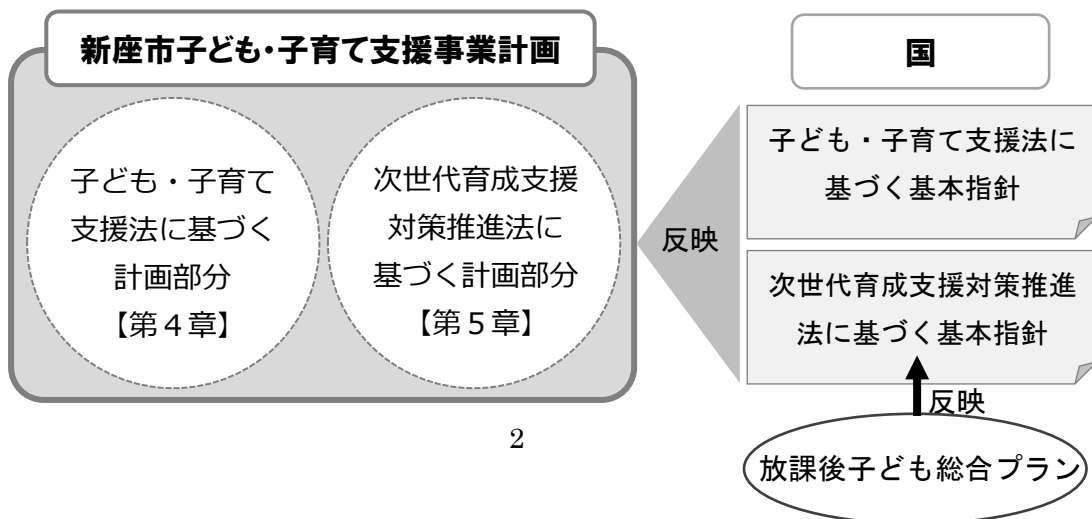 新座市子ども・子育て支援事業計画
子ども・子育て
支援法に基づく
計画部分
【第４章】
次世代育成支援
対策推進法に
基づく計画部分
【第５章】
反映
国
子ども・子育て支援法に
基づく基本指針
次世代育成支援対策推進
法に基づく基本指針
反映
放課後子ども総合プラン
2